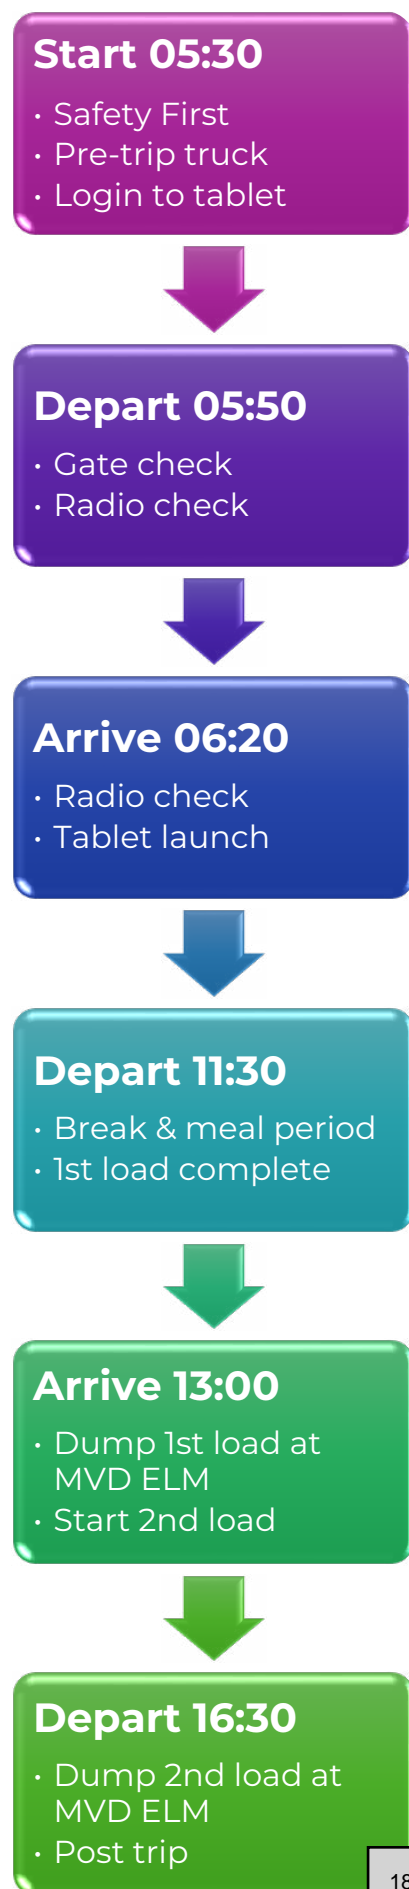 Start 05:30
• Safety First
• Pre-trip truck
• Login to tablet
Depart 05:50
• Gate check
• Radio check
Arrive 06:20
• Radio check
• Tablet launch
Depart 11:30
• Break & meal period
• 1st load complete
Arrive 13:00
• Dump 1st load at
MVD ELM
• Start 2nd load
Depart 16:30
• Dump 2nd load at
MVD ELM
• Post trip